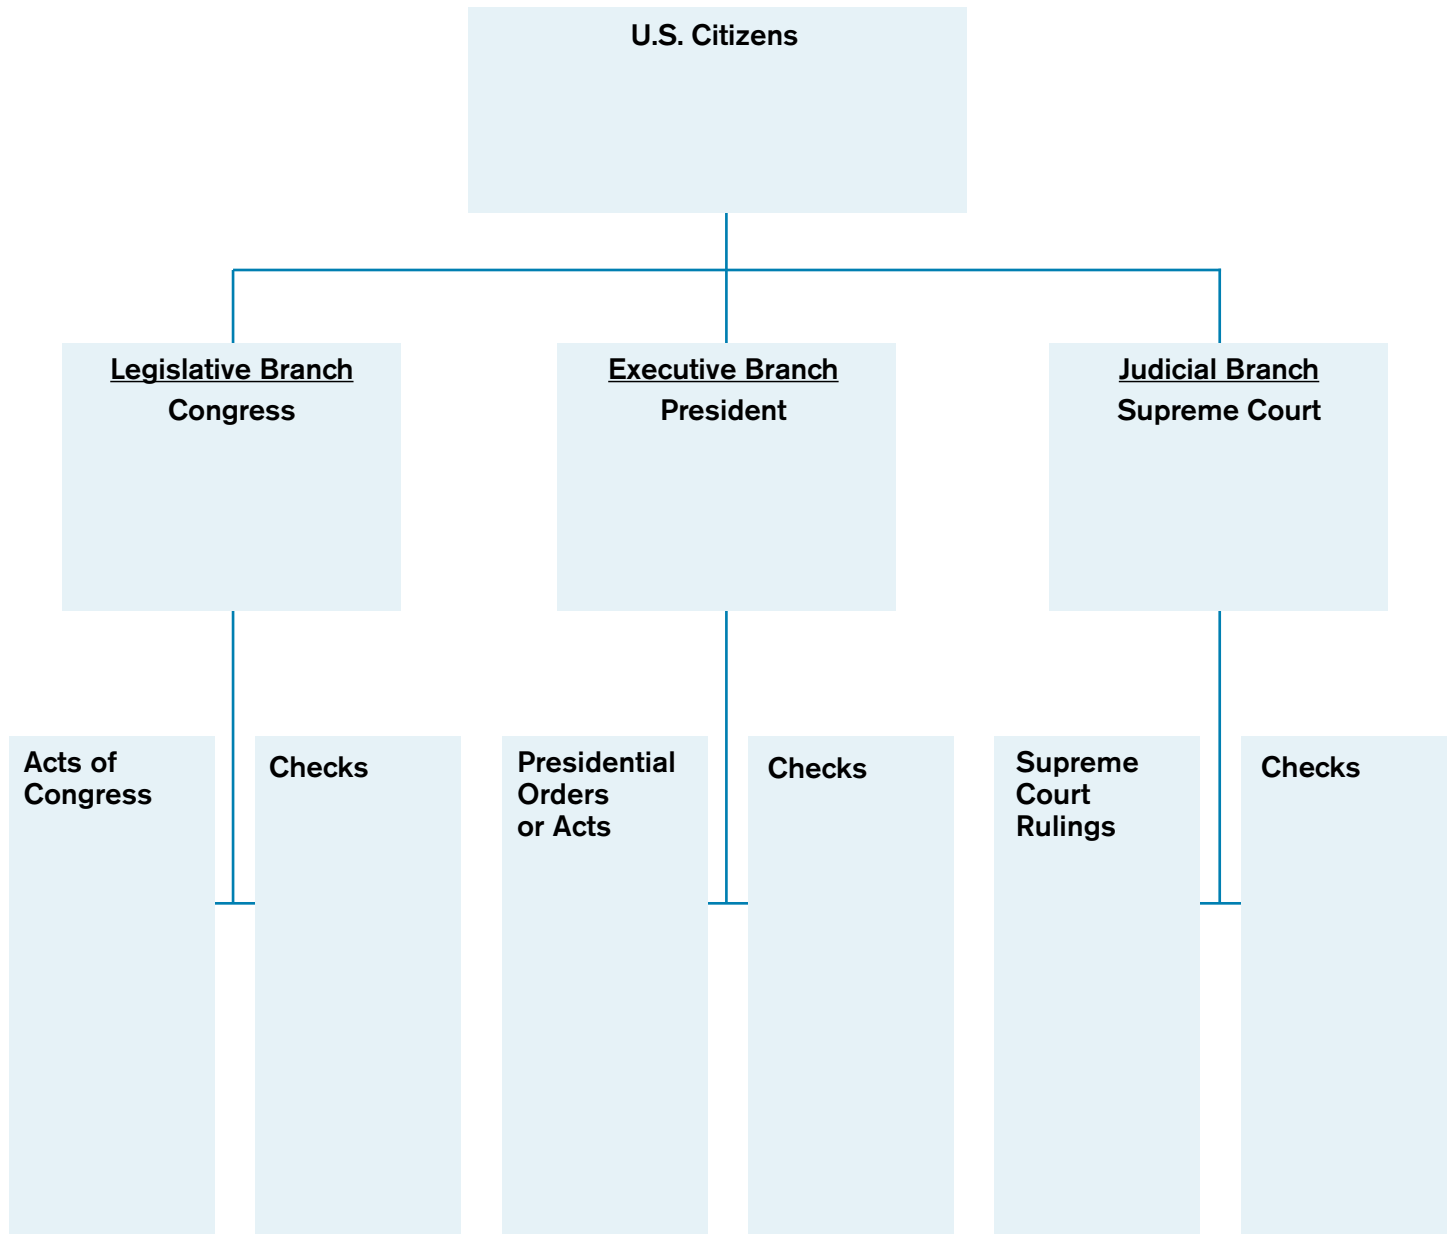 U.S. Citizens
Legislative Branch
Congress
Executive Branch
President
Judicial Branch
Supreme Court
Acts of
Congress
Checks
Presidential
Orders
or Acts
Checks
Supreme
Court
Rulings
Checks